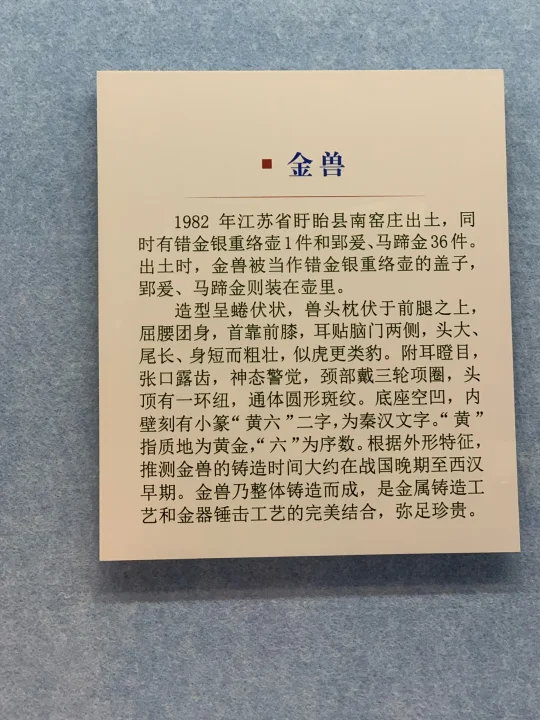 金兽
1982 年江苏省盱眙县南窑庄出土，同
时有错金银重络壶1件和郢爰、马蹄金36件。
出土时，金兽被当作错金银重络壶的盖子，
郢爰、马蹄金则装在壶里。
造型呈蜷伏状，兽头枕伏于前腿之上，
屈腰团身，首靠前膝，耳贴脑门两侧，头大、
尾长、身短而粗壮，似虎更类豹。附耳瞪目，
张口露齿，神态警觉，颈部戴三轮项圈，头
顶有一环纽，通体圆形斑纹。底座空凹，内
壁刻有小篆“黄六”二字，为秦汉文字。“黄”
指质地为黄金，“六”为序数。根据外形特征，
推测金兽的铸造时间大约在战国晚期至西汉
早期。金兽乃整体铸造而成，是金属铸造工
艺和金器锤击工艺的完美结合，弥足珍贵。